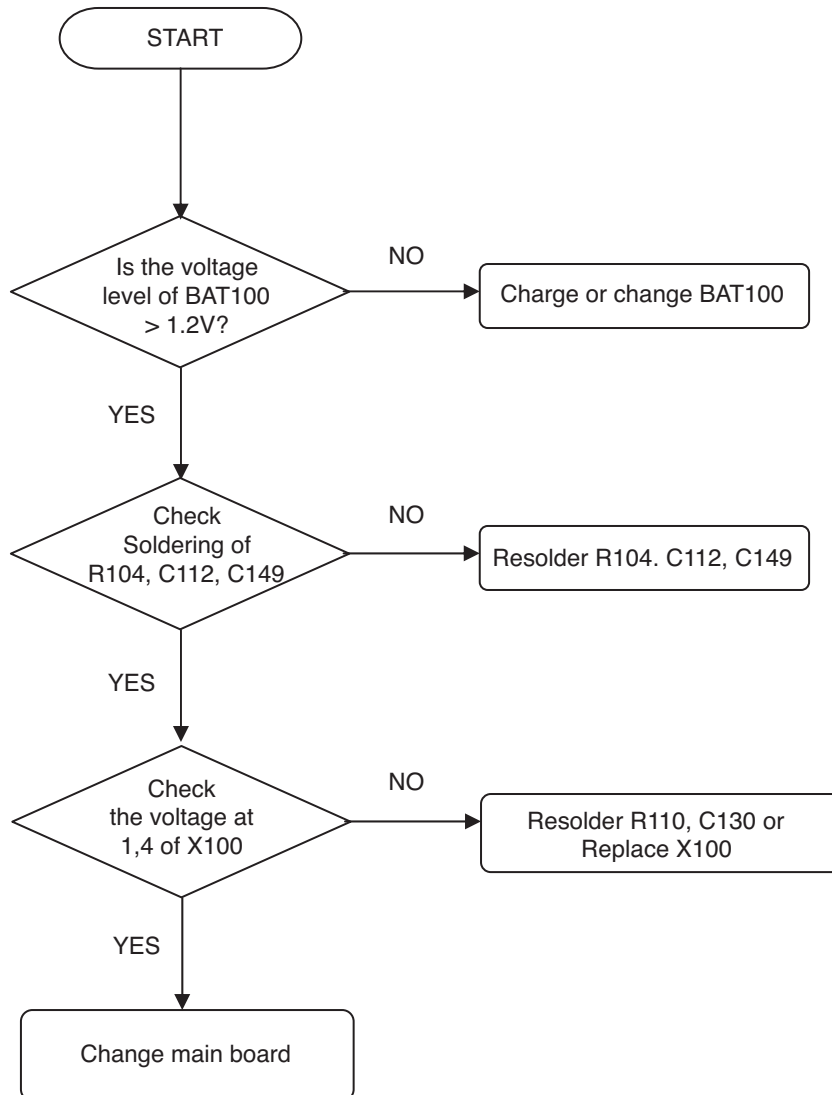 START
Is the voltage
level of BAT100
> 1.2V?
NO
Charge or change BAT100
YES
Check
Soldering of
R104, C112, C149
NO
Resolder R104. C112, C149
YES
Check
the voltage at
1,4 of X100
NO
Resolder R110, C130 or
Replace X100
YES
Change main board